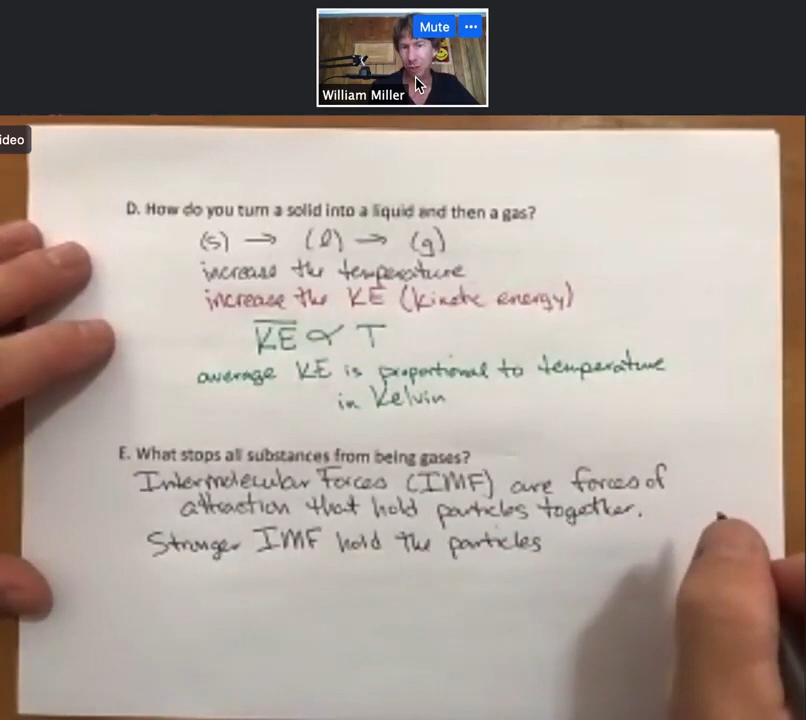 Mute
William Miller
ideo
D. How do you turn a solid into a liquid and then a gas?
(s) → (l) → (g)
increase the temperature
increase the KE (kinetic energy)
K̅E̅ ∝ T
average KE is proportional to temperature
in Kelvin
E. What stops all substances from being gases?
Intermolecular Forces (IMF) are forces of
attraction that hold particles together.
Stronger IMF hold the particles